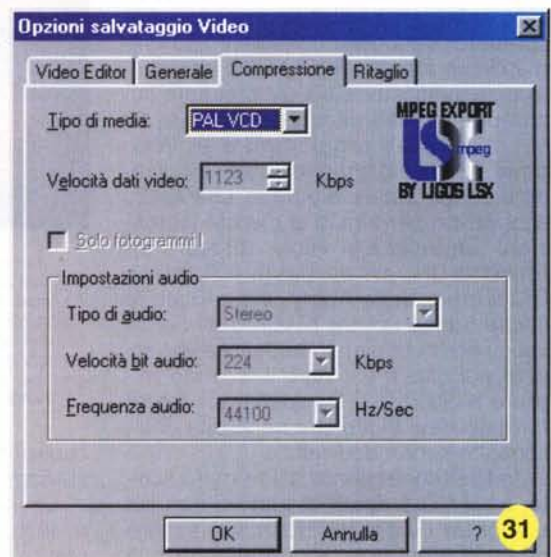 Opzioni salvataggio Video
Video Editor Generale Compressione Ritaglio
Tipo di media: PAL VCD
MPEG EXPORT
LSX mpeg
BY LIGOS LSX
Velocità dati video: 1123 Kbps
Solo fotogrammi I
Impostazioni audio
Tipo di audio: Stereo
Velocità bit audio: 224 Kbps
Frequenza audio: 44100 Hz/Sec
OK Annulla ?
31